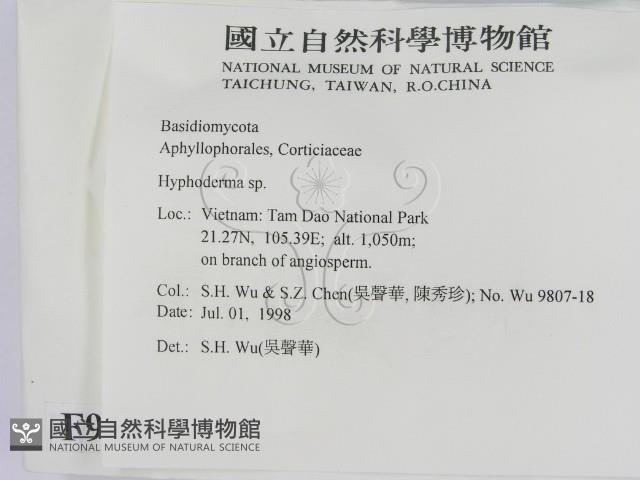 國立自然科學博物館
NATIONAL MUSEUM OF NATURAL SCIENCE
TAICHUNG, TAIWAN, R.O.CHINA
Basidiomycota
Aphyllophorales, Corticiaceae
Hyphoderma sp.
Loc.: Vietnam: Tam Dao National Park
21.27N, 105.39E; alt. 1,050m;
on branch of angiosperm.
Col.: S.H. Wu & S.Z. Chen(吳聲華, 陳秀珍); No. Wu 9807-18
Date: Jul. 01, 1998
Det.: S.H. Wu(吳聲華)
F9
國立自然科學博物館
NATIONAL MUSEUM OF NATURAL SCIENCE